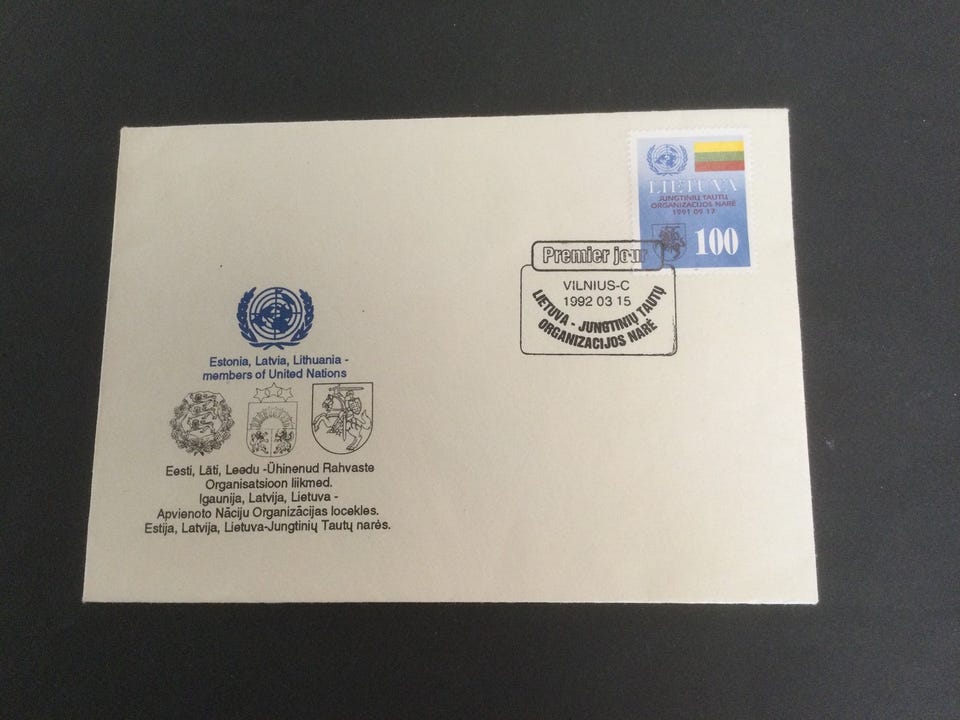 LIETUVA
JUNGTINIŲ TAUTŲ
ORGANIZACIJOS NARĖ
1991 09 17
100
Premier jour
VILNIUS-C
1992 03 15
LIETUVA - JUNGTINIŲ TAUTŲ
ORGANIZACIJOS NARĖ
Estonia, Latvia, Lithuania -
members of United Nations
Eesti, Läti, Leedu -Ühinenud Rahvaste
Organisatsioon liikmed.
Igaunija, Latvija, Lietuva -
Apvienoto Nāciju Organizācijas locekles.
Estija, Latvija, Lietuva-Jungtinių Tautų narės.